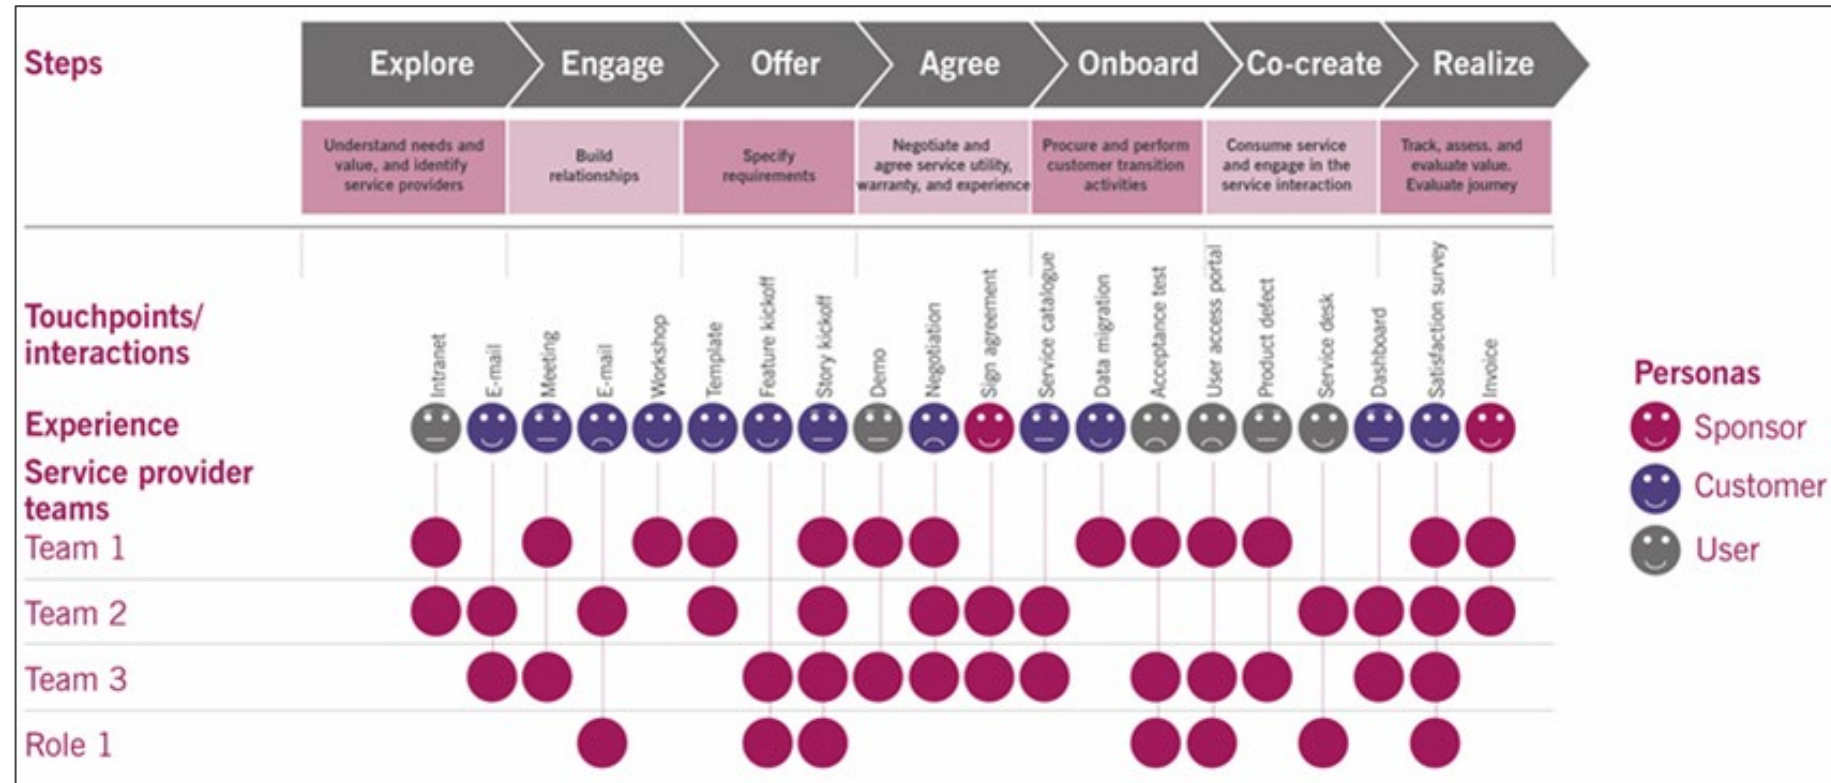 Steps
Explore
Engage
Offer
Agree
Onboard
Co-create
Realize
Understand needs and
value, and identify
service providers
Build
relationships
Specify
requirements
Negotiate and
agree service utility,
warranty, and experience
Procure and perform
customer transition
activities
Consume service
and engage in the
service interaction
Track, assess. and
evaluate value.
Evaluate journey
Touchpoints/
interactions
Intranet
E-mail
Meeting
E-mail
Workshop
Template
Feature kickoff
Story kickoff
Demo
Negotiation
Sign agreement
Service catalogue
Data migration
Acceptance test
User access portal
Product defect
Service desk
Dashboard
Satisfaction survey
Invoice
Experience
Service provider
teams
Team 1
Team 2
Team 3
Role 1
Personas
Sponsor
Customer
User